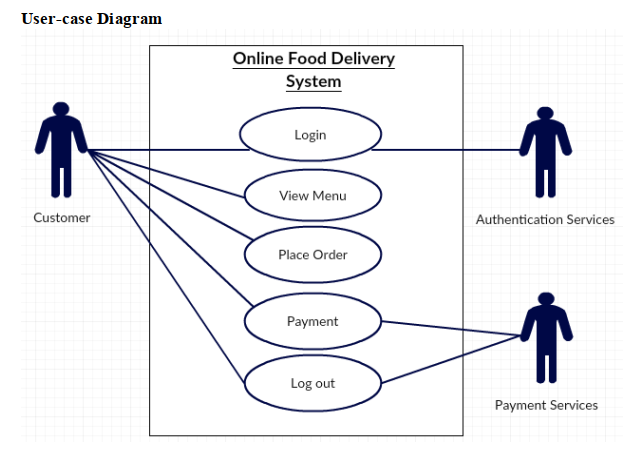 User-case Diagram
Online Food Delivery
System
Login
View Menu
Customer
Authentication Services
Place Order
Payment
Log out
Payment Services